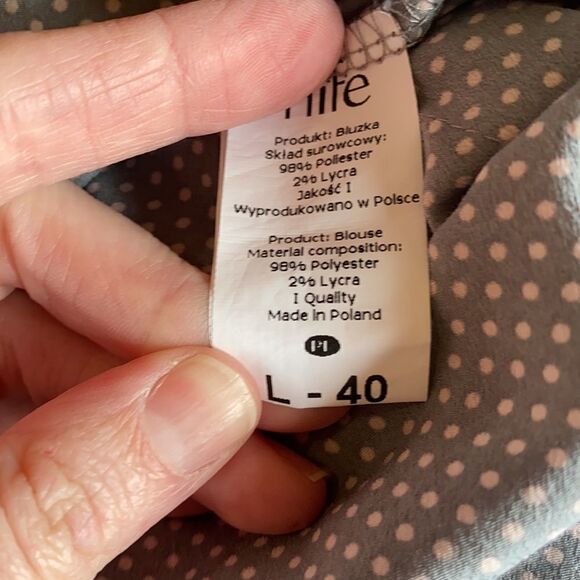 Produkt: Bluzka
Skład surowcowy:
98% Poliester
2% Lycra
Jakość I
Wyprodukowano w Polsce
Product: Blouse
Material composition:
98% Polyester
2% Lycra
I Quality
Made in Poland
PL
L - 40